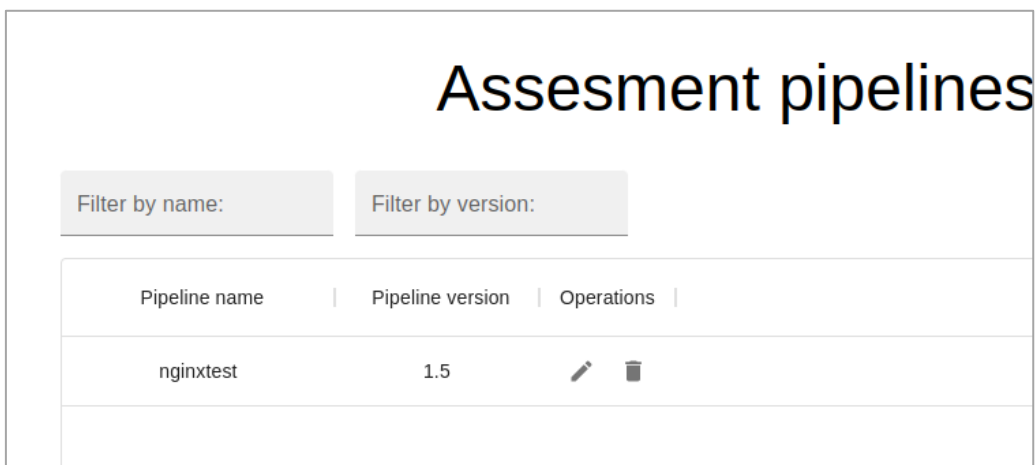 Assesment pipelines
Filter by name: Filter by version:
Pipeline name Pipeline version Operations
nginxtest 1.5